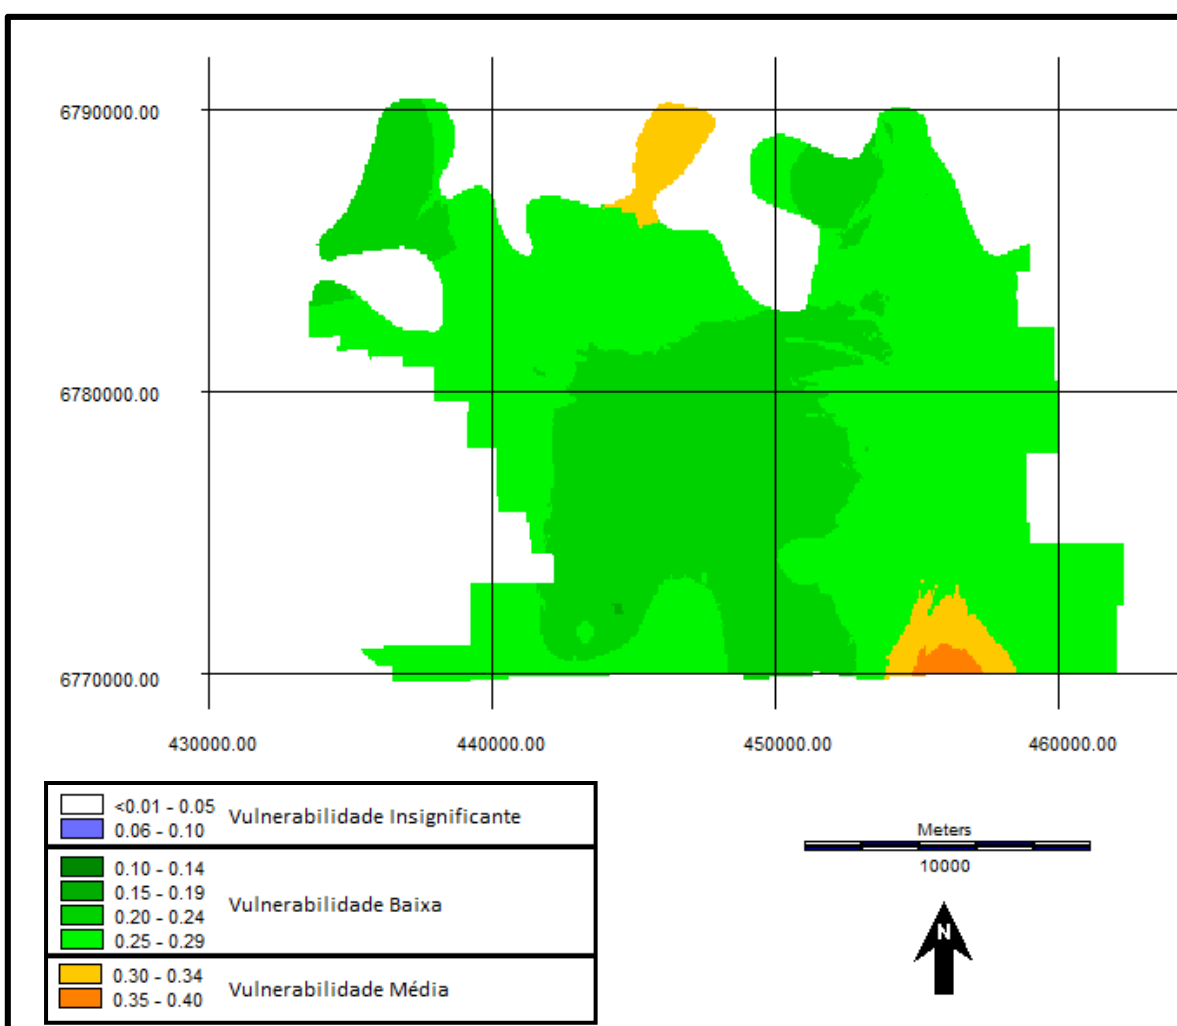 6790000.00
6780000.00
6770000.00
430000.00 440000.00 450000.00 460000.00
<0.01 - 0.05
0.06 - 0.10
Vulnerabilidade Insignificante
0.10 - 0.14
0.15 - 0.19
0.20 - 0.24
0.25 - 0.29
Vulnerabilidade Baixa
0.30 - 0.34
0.35 - 0.40
Vulnerabilidade Média
Meters
10000
N